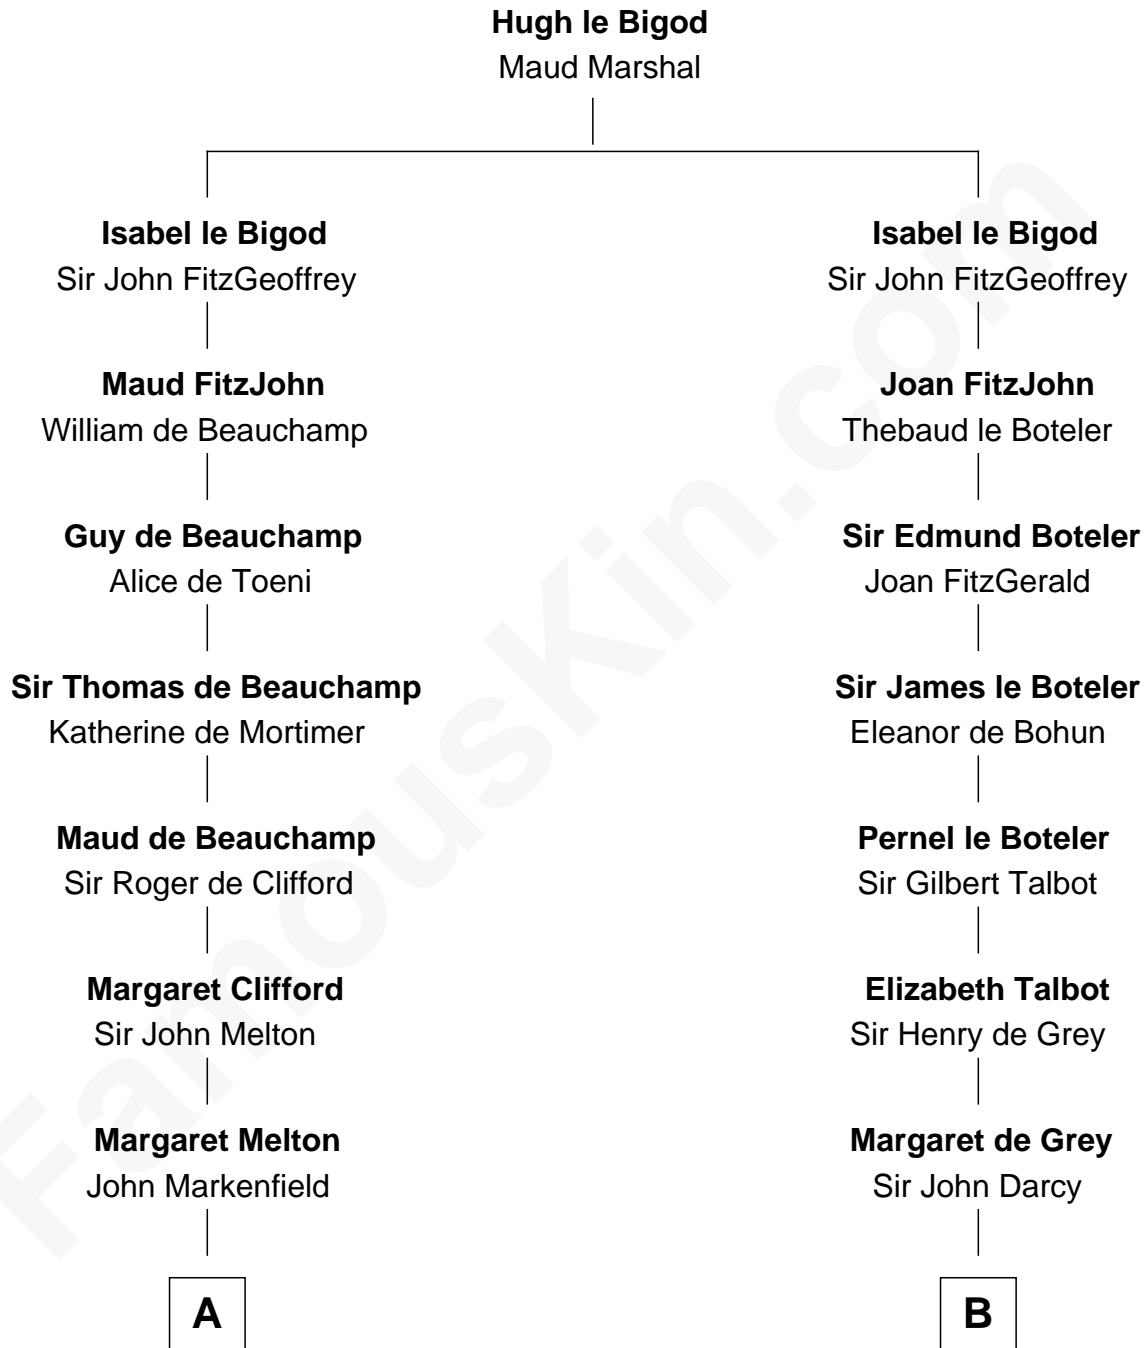 Hugh le Bigod
Maud Marshal
Isabel le Bigod
Sir John FitzGeoffrey
Isabel le Bigod
Sir John FitzGeoffrey
Maud FitzJohn
William de Beauchamp
Joan FitzJohn
Thebaud le Boteler
Guy de Beauchamp
Alice de Toeni
Sir Edmund Boteler
Joan FitzGerald
Sir Thomas de Beauchamp
Katherine de Mortimer
Sir James le Boteler
Eleanor de Bohun
Maud de Beauchamp
Sir Roger de Clifford
Pernel le Boteler
Sir Gilbert Talbot
Margaret Clifford
Sir John Melton
Elizabeth Talbot
Sir Henry de Grey
Margaret Melton
John Markenfield
Margaret de Grey
Sir John Darcy
A
B
FamousKin.com